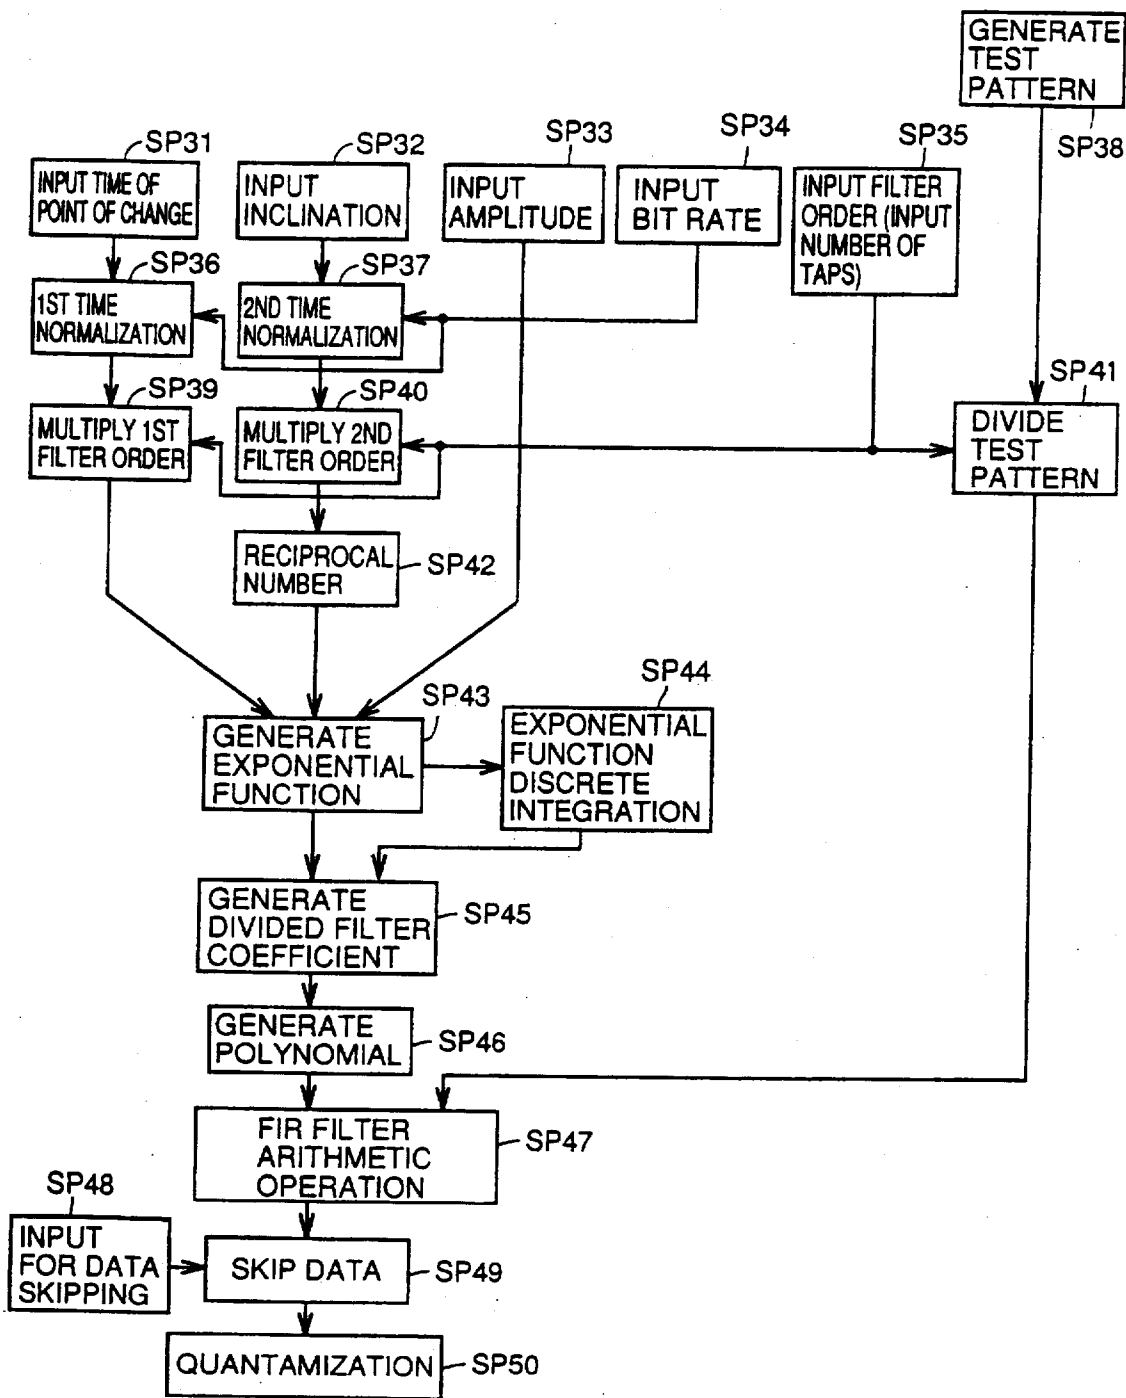 GENERATE
TEST
PATTERN
SP38
SP31
INPUT TIME OF
POINT OF CHANGE
SP32
INPUT
INCLINATION
SP33
INPUT
AMPLITUDE
SP34
INPUT
BIT RATE
SP35
INPUT FILTER
ORDER (INPUT
NUMBER OF
TAPS)
SP36
1ST TIME
NORMALIZATION
SP37
2ND TIME
NORMALIZATION
SP39
MULTIPLY 1ST
FILTER ORDER
SP40
MULTIPLY 2ND
FILTER ORDER
SP41
DIVIDE
TEST
PATTERN
RECIPROCAL
NUMBER
SP42
SP43
GENERATE
EXPONENTIAL
FUNCTION
SP44
EXPONENTIAL
FUNCTION
DISCRETE
INTEGRATION
GENERATE
DIVIDED FILTER
COEFFICIENT
SP45
GENERATE
POLYNOMIAL
SP46
FIR FILTER
ARITHMETIC
OPERATION
SP47
SP48
INPUT
FOR DATA
SKIPPING
SKIP DATA
SP49
QUANTAMIZATION
SP50